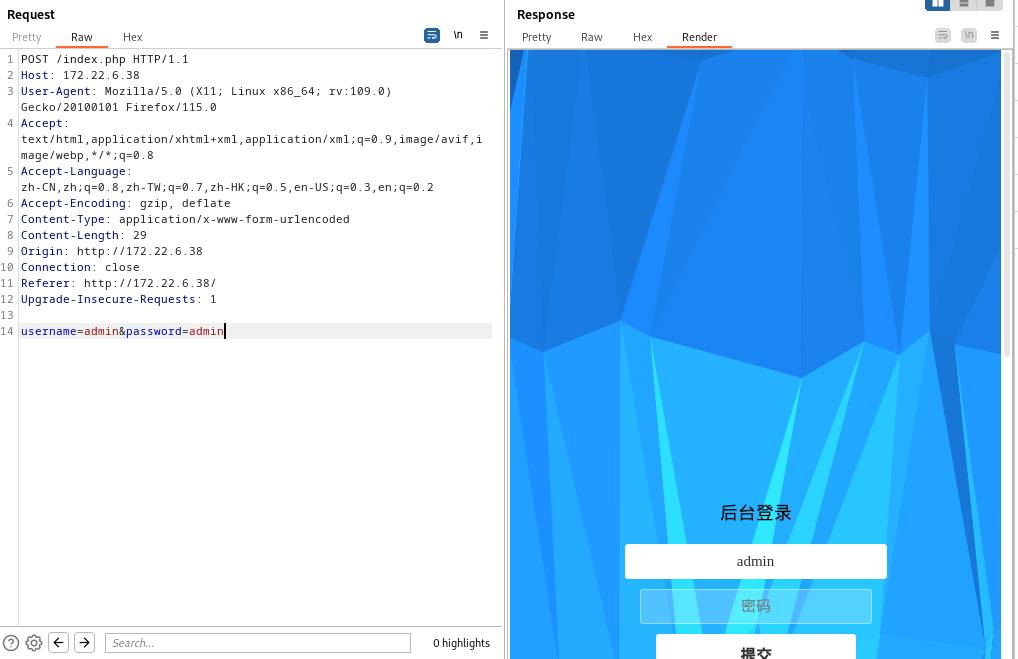 Request
Pretty Raw Hex
\n
1 POST /index.php HTTP/1.1
2 Host: 172.22.6.38
3 User-Agent: Mozilla/5.0 (X11; Linux x86_64; rv:109.0)
Gecko/20100101 Firefox/115.0
4 Accept:
text/html,application/xhtml+xml,application/xml;q=0.9,image/avif,i
mage/webp,*/*;q=0.8
5 Accept-Language:
zh-CN,zh;q=0.8,zh-TW;q=0.7,zh-HK;q=0.5,en-US;q=0.3,en;q=0.2
6 Accept-Encoding: gzip, deflate
7 Content-Type: application/x-www-form-urlencoded
8 Content-Length: 29
9 Origin: http://172.22.6.38
10 Connection: close
11 Referer: http://172.22.6.38/
12 Upgrade-Insecure-Requests: 1
13
14 username=admin&password=admin
Search...
0 highlights
Response
Pretty Raw Hex Render
\n
后台登录
admin
密码
提交